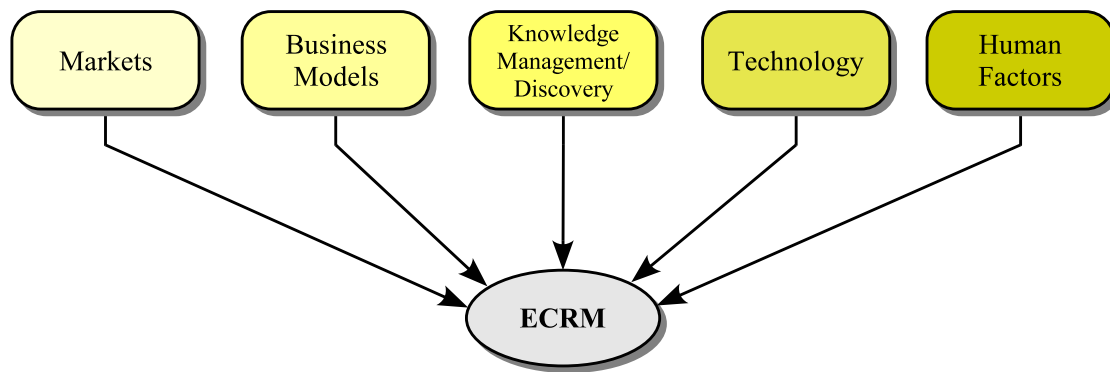 Markets
Business
Models
Knowledge
Management/
Discovery
Technology
Human
Factors
ECRM